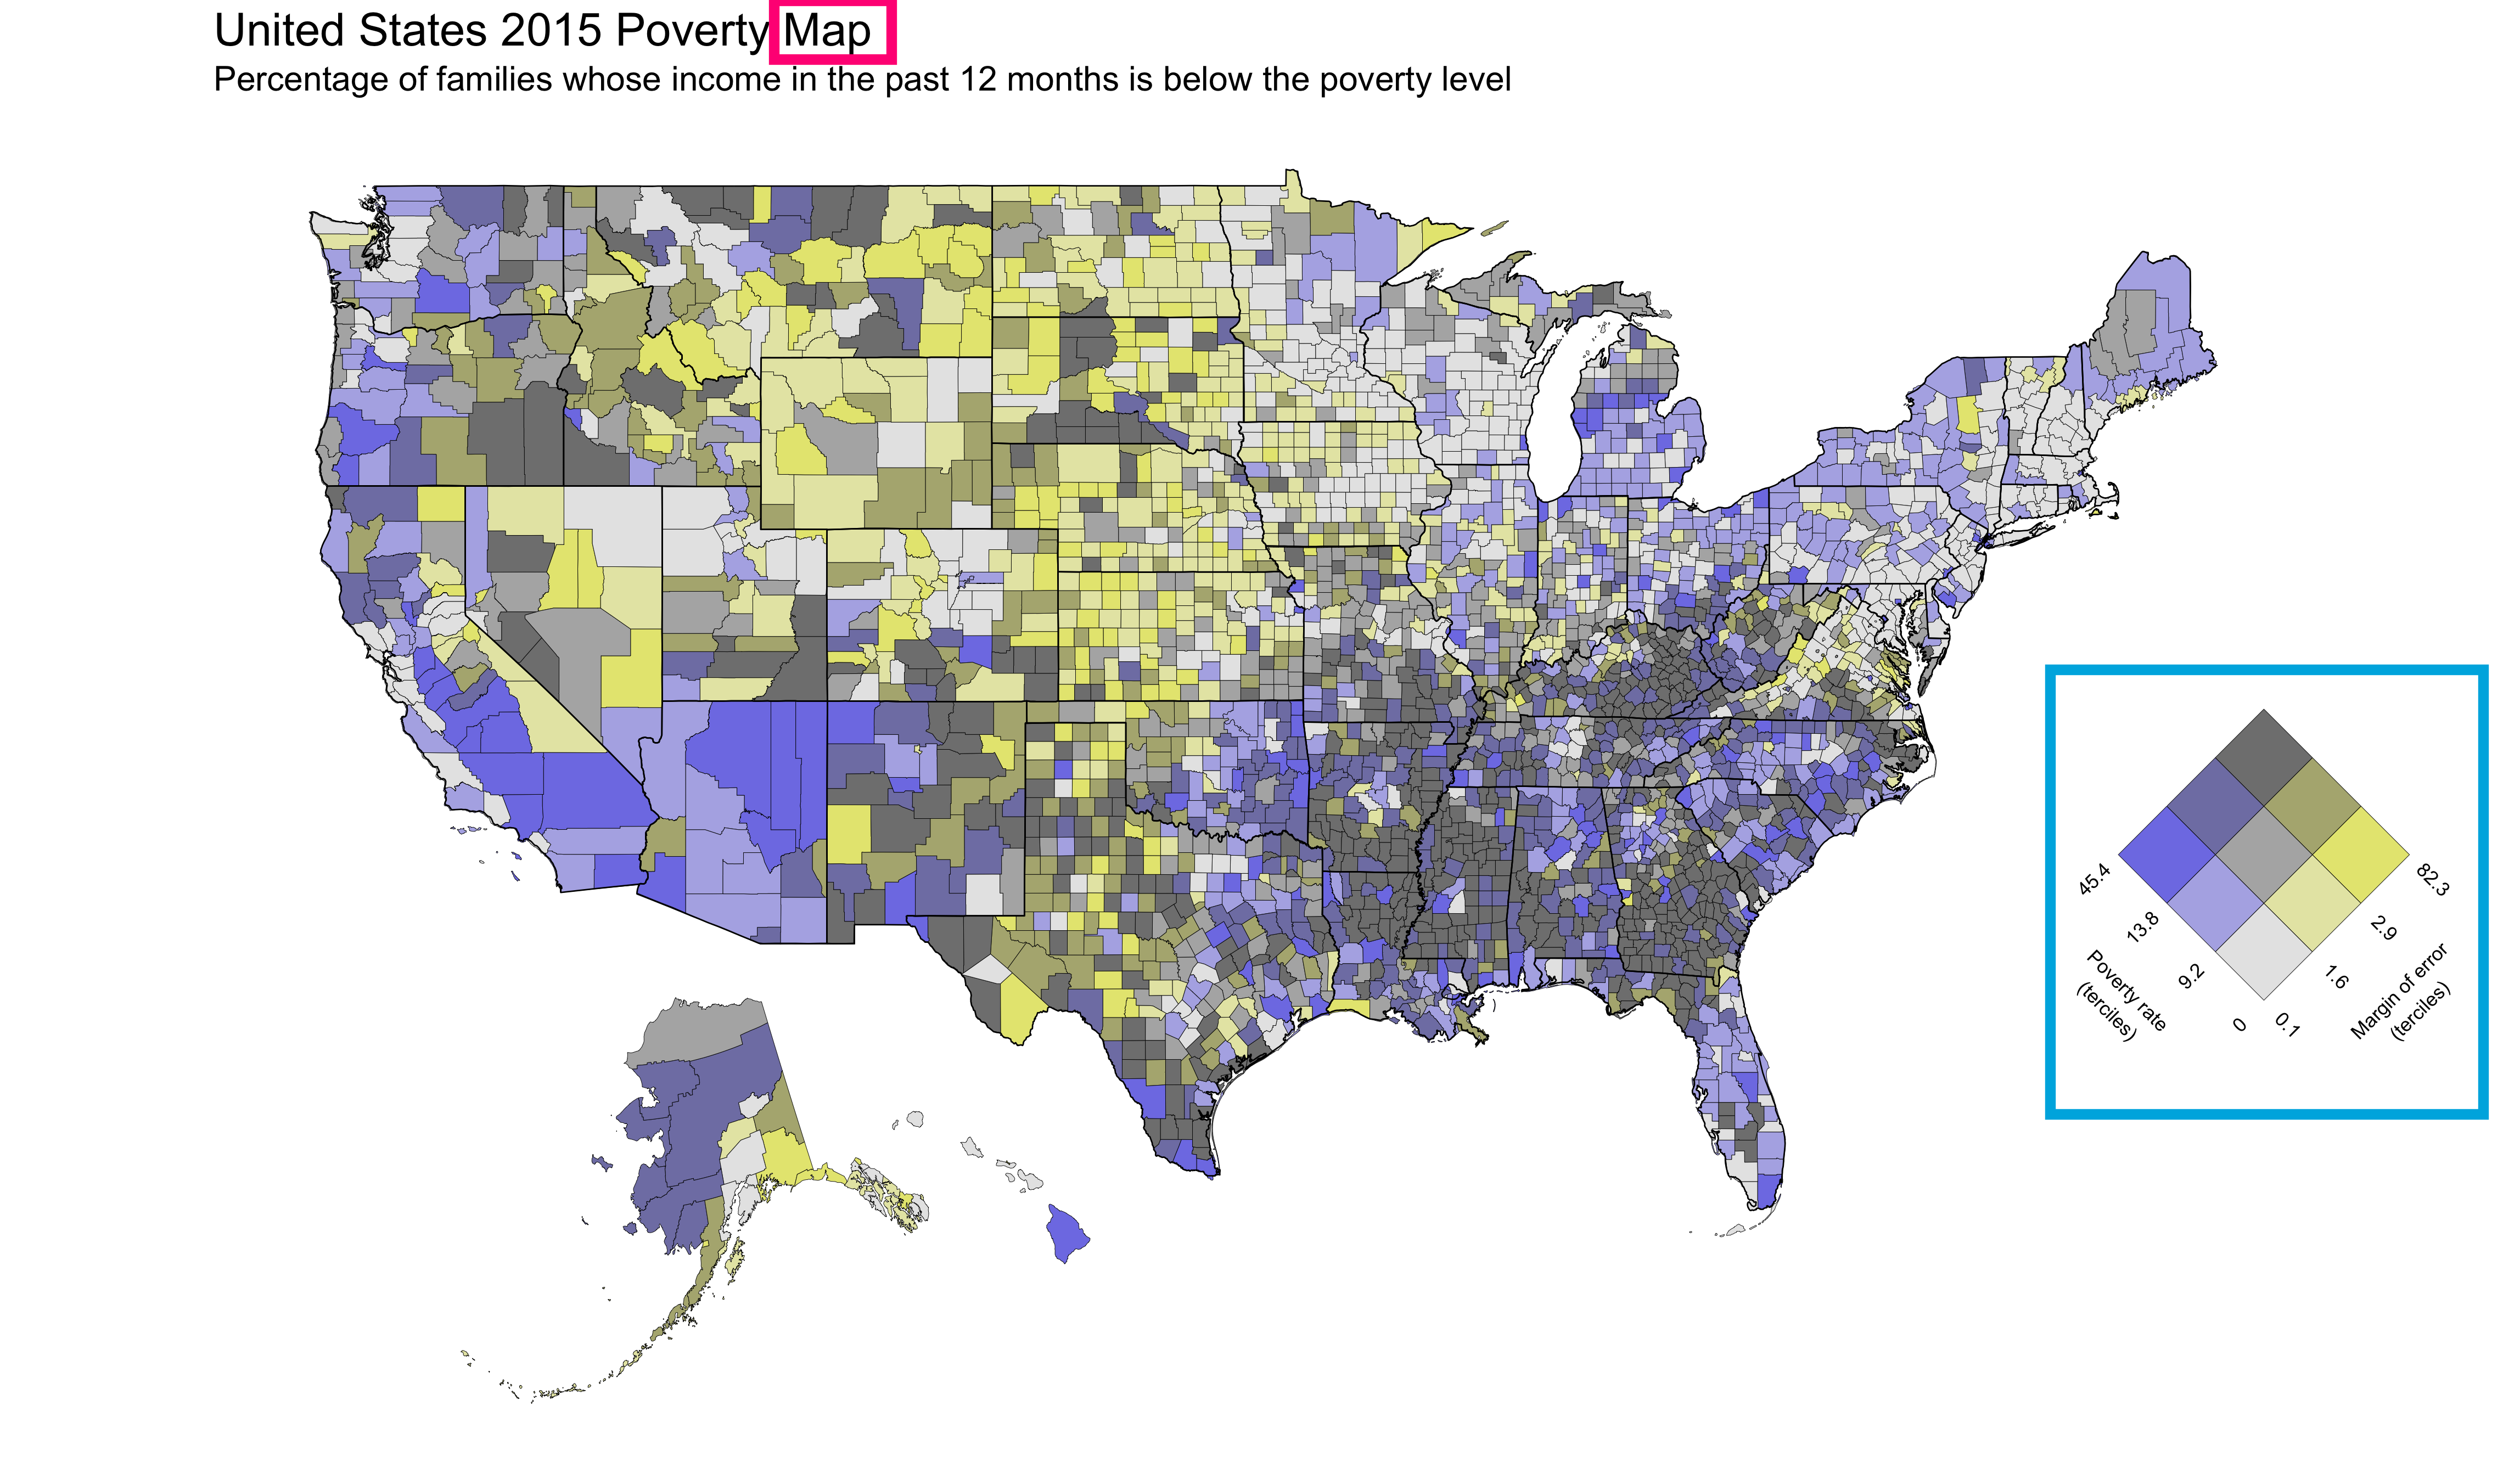 United States 2015 Poverty Map
Percentage of families whose income in the past 12 months is below the poverty level
45.4
13.8
9.2
0
Poverty rate
(terciles)
82.3
2.9
1.6
0.1
Margin of error
(terciles)